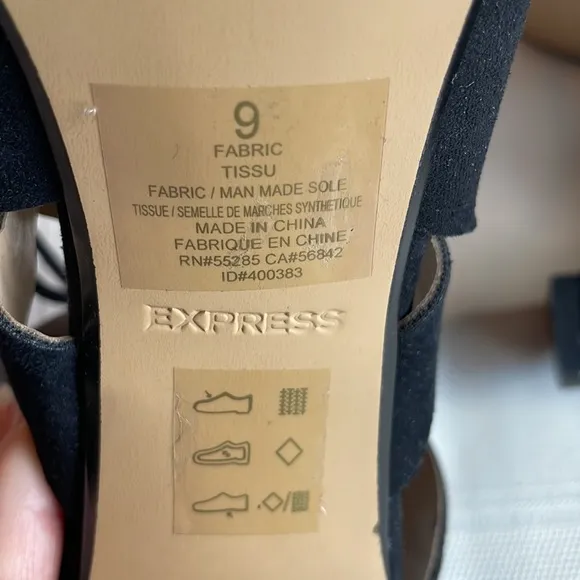 9
FABRIC
TISSU
FABRIC / MAN MADE SOLE
TISSUE / SEMELLE DE MARCHES SYNTHETIQUE
MADE IN CHINA
FABRIQUE EN CHINE
RN#55285 CA#56842
ID#400383
EXPRESS